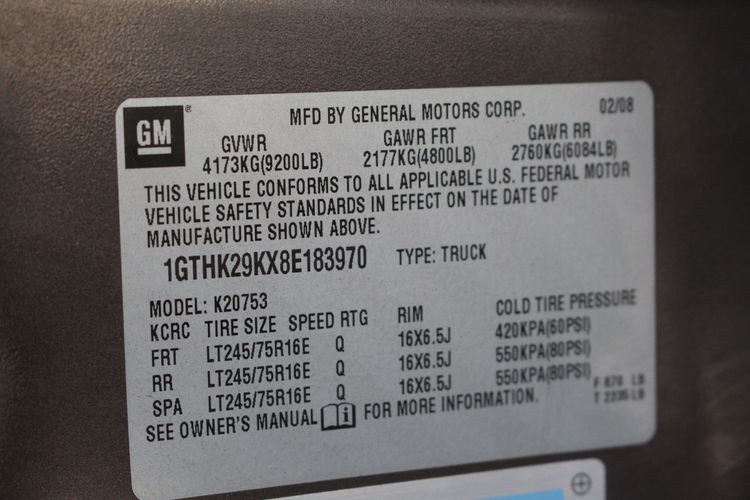 GM
MFD BY GENERAL MOTORS CORP. 02/08
GVWR GAWR FRT GAWR RR
4173KG(9200LB) 2177KG(4800LB) 2760KG(6084LB)
THIS VEHICLE CONFORMS TO ALL APPLICABLE U.S. FEDERAL MOTOR
VEHICLE SAFETY STANDARDS IN EFFECT ON THE DATE OF
MANUFACTURE SHOWN ABOVE.
1GTHK29KX8E183970 TYPE: TRUCK
MODEL: K20753
KCRC TIRE SIZE SPEED RTG RIM COLD TIRE PRESSURE
FRT LT245/75R16E Q 16X6.5J 420KPA(60PSI)
RR LT245/75R16E Q 16X6.5J 550KPA(80PSI)
SPA LT245/75R16E Q 16X6.5J 550KPA(80PSI)
SEE OWNER'S MANUAL FOR MORE INFORMATION.
F LB
T LB